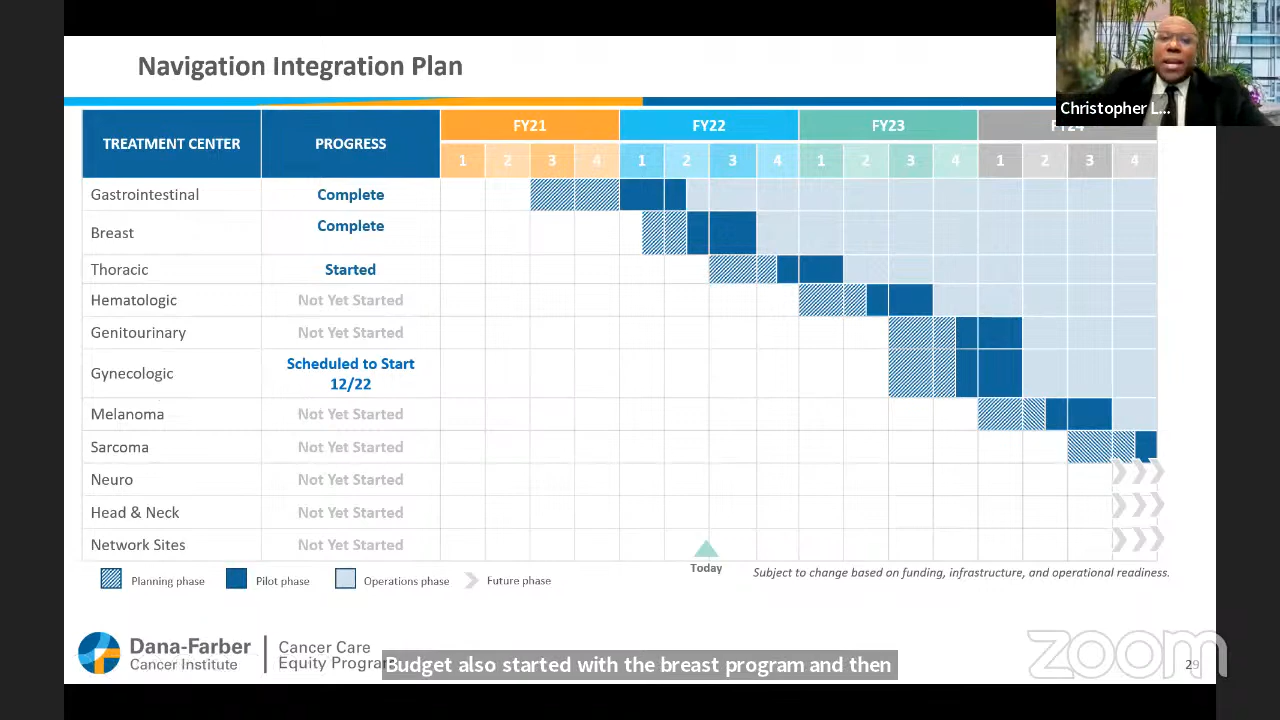 Navigation Integration Plan
Christopher L...
TREATMENT CENTER PROGRESS FY21 FY22 FY23 FY24
1 2 3 4 1 2 3 4 1 2 3 4 1 2 3 4
Gastrointestinal Complete
Breast Complete
Thoracic Started
Hematologic Not Yet Started
Genitourinary Not Yet Started
Gynecologic Scheduled to Start
12/22
Melanoma Not Yet Started
Sarcoma Not Yet Started
Neuro Not Yet Started
Head & Neck Not Yet Started
Network Sites Not Yet Started
Today
Planning phase Pilot phase Operations phase Future phase
Subject to change based on funding, infrastructure, and operational readiness.
Dana-Farber
Cancer Institute
Cancer Care
Equity Program
Budget also started with the breast program and then
zoom
29